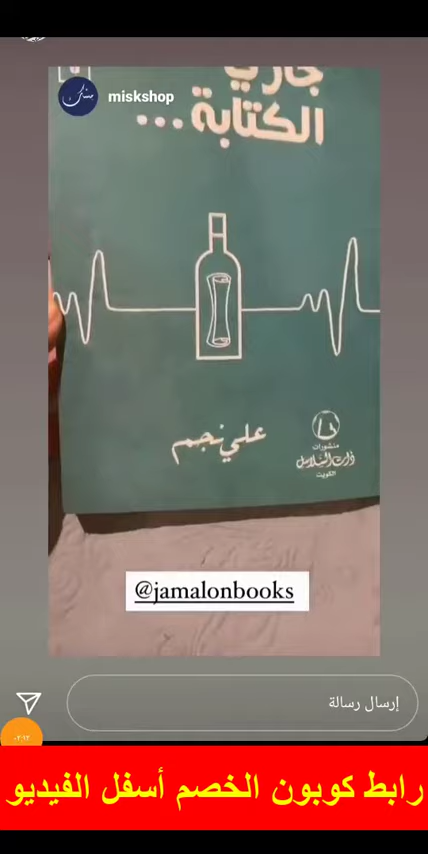 miskshop
جاري
الكتابة...
علي نجم
منشورات
ذات السلاسل
الكويت
@jamalonbooks
إرسال رسالة
رابط كوبون الخصم أسفل الفيديو